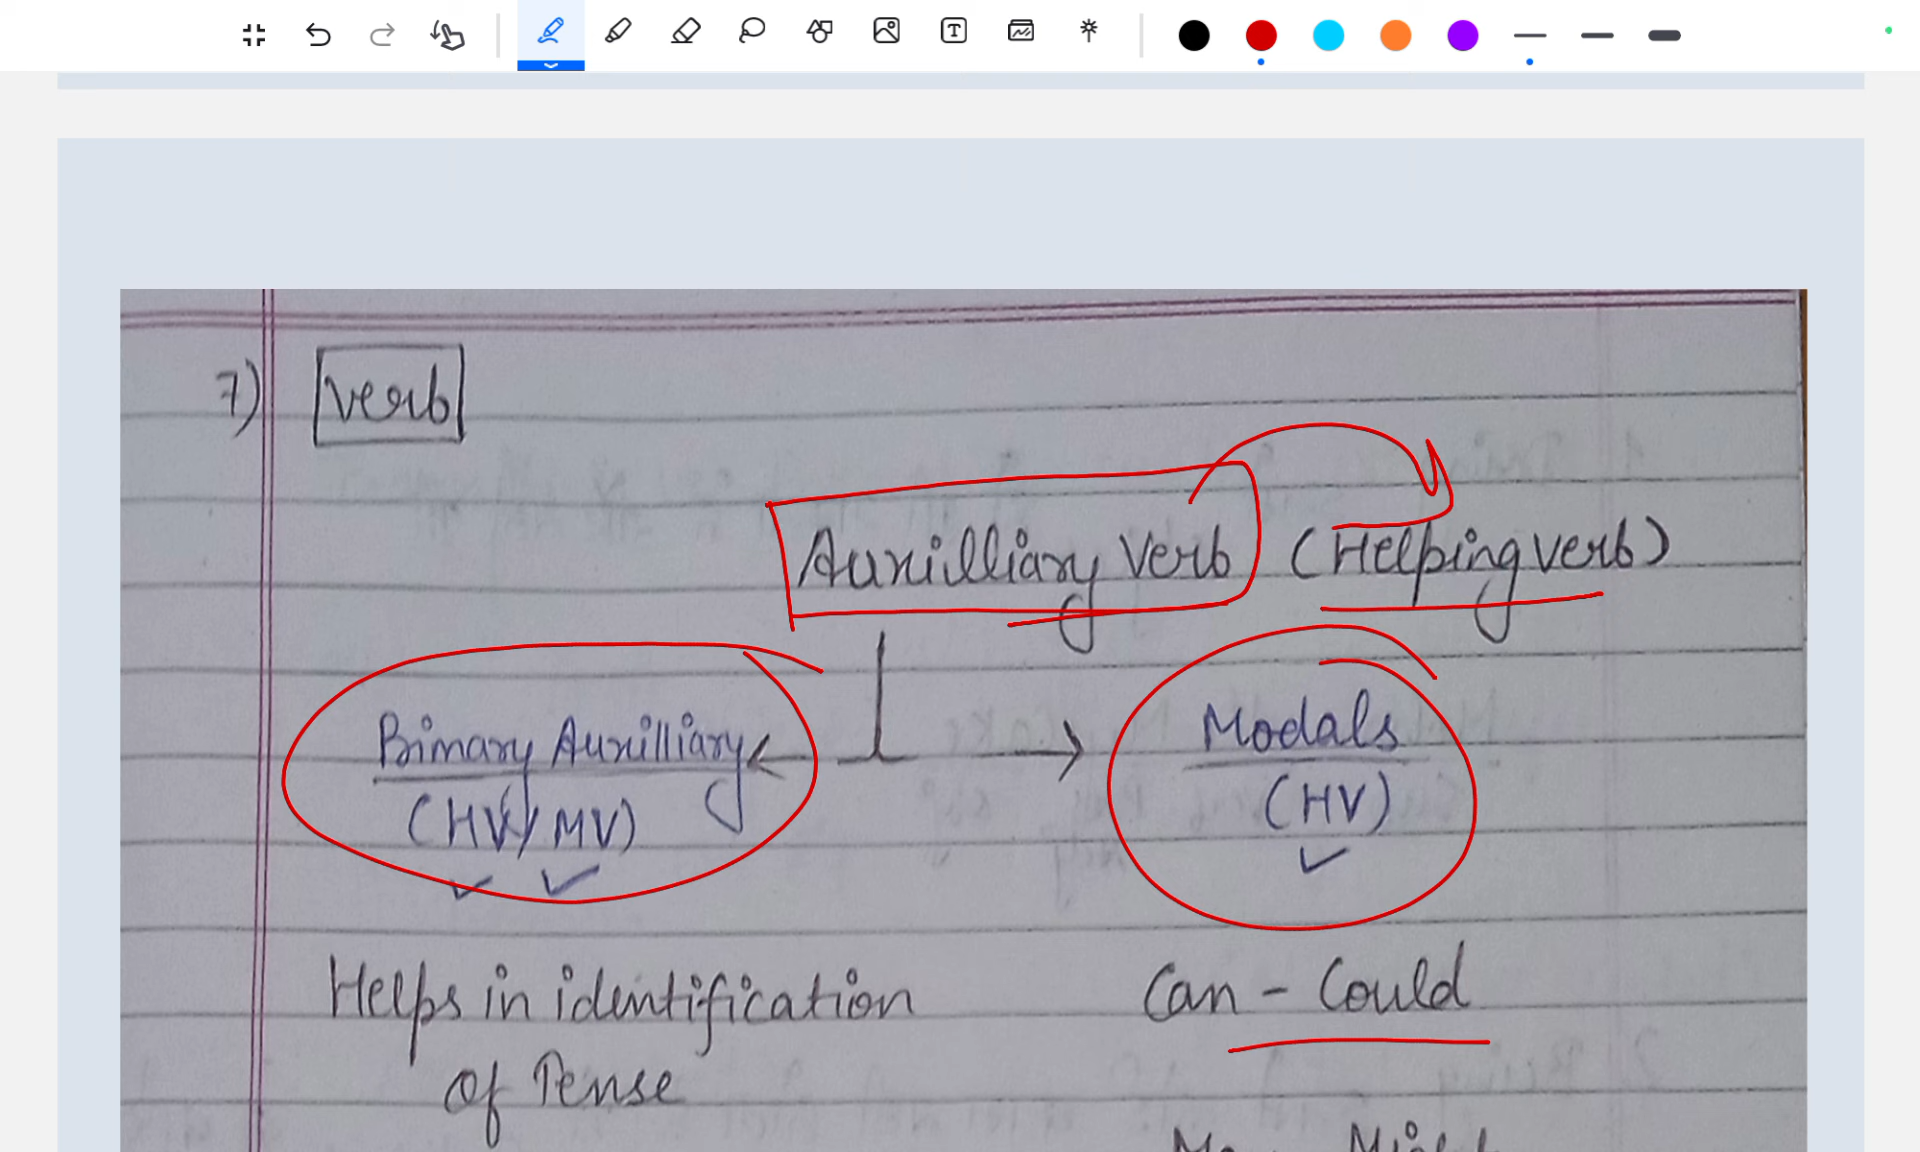 7) Verb
Auxilliary Verb (Helping verb)
Primary Auxilliary
Modals
(HV/MV)
(HV)
Helps in identification
Can - Could
of Tense